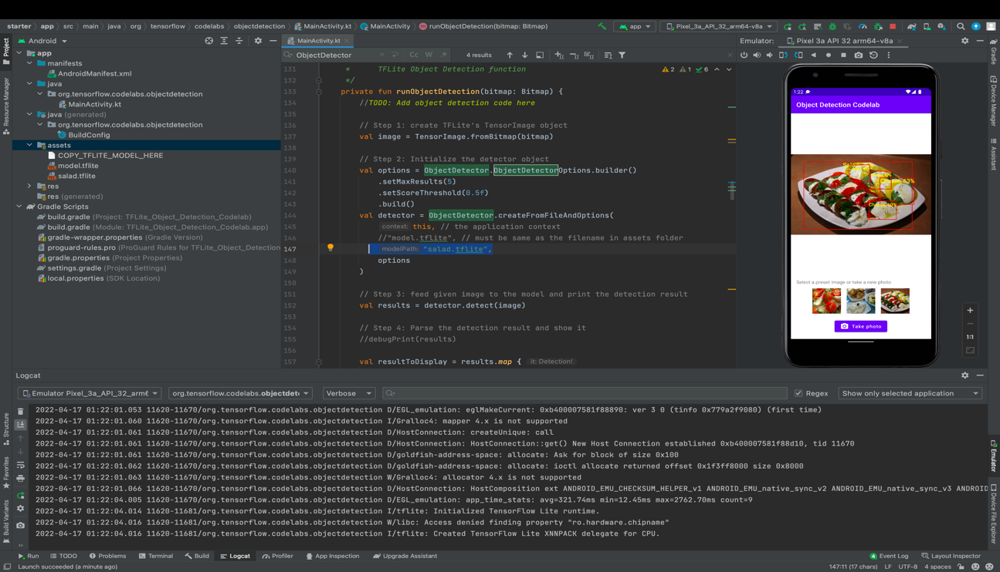 starter app src main java org tensorflow codelabs objectdetection MainActivity.kt MainActivity runObjectDetection(bitmap: Bitmap) app Pixel_3a_API_32_arm64-v8a
Android
MainActivity.kt
Emulator: Pixel 3a API 32 arm64-v8a
ObjectDetector
Cc W .* 4 results
Project
Resource Manager
Structure
Favorites
Build Variants
app
manifests
AndroidManifest.xml
java
org.tensorflow.codelabs.objectdetection
MainActivity.kt
java (generated)
org.tensorflow.codelabs.objectdetection
BuildConfig
assets
COPY_TFLITE_MODEL_HERE
model.tflite
salad.tflite
res
res (generated)
Gradle Scripts
build.gradle (Project: TFLite_Object_Detection_Codelab)
build.gradle (Module: TFLite_Object_Detection_Codelab.app)
gradle-wrapper.properties (Gradle Version)
proguard-rules.pro (ProGuard Rules for TFLite_Object_Detection
gradle.properties (Project Properties)
settings.gradle (Project Settings)
local.properties (SDK Location)
2 1 6
131 * TFLite Object Detection function
132 */
133 private fun runObjectDetection(bitmap: Bitmap) {
134 //TODO: Add object detection code here
135
136 // Step 1: create TFLite's TensorImage object
137 val image = TensorImage.fromBitmap(bitmap)
138
139 // Step 2: Initialize the detector object
140 val options = ObjectDetector.ObjectDetectorOptions.builder()
141 .setMaxResults(5)
142 .setScoreThreshold(0.5f)
143 .build()
144 val detector = ObjectDetector.createFromFileAndOptions(
145 context: this, // the application context
146 //"model.tflite", // must be same as the filename in assets folder
147 modelPath: "salad.tflite",
148 options
149 )
150
151 // Step 3: feed given image to the model and print the detection result
152 val results = detector.detect(image)
153
154 // Step 4: Parse the detection result and show it
155 //debugPrint(results)
156
157 val resultToDisplay = results.map { it: Detection!
1:22
Object Detection Codelab
Select a preset image or take a new photo
Take photo
1:1
Gradle
Device Manager
Assistant
Emulator
Device File Explorer
Logcat
Emulator Pixel_3a_API_32_arm6 org.tensorflow.codelabs.objectdete Verbose Regex Show only selected application
2022-04-17 01:22:01.053 11620-11670/org.tensorflow.codelabs.objectdetection D/EGL_emulation: eglMakeCurrent: 0xb400007581f88890: ver 3 0 (tinfo 0x779a2f9080) (first time)
2022-04-17 01:22:01.060 11620-11670/org.tensorflow.codelabs.objectdetection I/Gralloc4: mapper 4.x is not supported
2022-04-17 01:22:01.061 11620-11670/org.tensorflow.codelabs.objectdetection D/HostConnection: createUnique: call
2022-04-17 01:22:01.061 11620-11670/org.tensorflow.codelabs.objectdetection D/HostConnection: HostConnection::get() New Host Connection established 0xb400007581f88d10, tid 11670
2022-04-17 01:22:01.061 11620-11670/org.tensorflow.codelabs.objectdetection D/goldfish-address-space: allocate: Ask for block of size 0x100
2022-04-17 01:22:01.062 11620-11670/org.tensorflow.codelabs.objectdetection D/goldfish-address-space: allocate: ioctl allocate returned offset 0x1f3ff8000 size 0x8000
2022-04-17 01:22:01.063 11620-11670/org.tensorflow.codelabs.objectdetection W/Gralloc4: allocator 4.x is not supported
2022-04-17 01:22:01.066 11620-11670/org.tensorflow.codelabs.objectdetection D/HostConnection: HostComposition ext ANDROID_EMU_CHECKSUM_HELPER_v1 ANDROID_EMU_native_sync_v2 ANDROID_EMU_native_sync_v3 ANDROID
2022-04-17 01:22:04.005 11620-11668/org.tensorflow.codelabs.objectdetection D/EGL_emulation: app_time_stats: avg=321.74ms min=12.45ms max=2762.70ms count=9
2022-04-17 01:22:04.014 11620-11681/org.tensorflow.codelabs.objectdetection I/tflite: Initialized TensorFlow Lite runtime.
2022-04-17 01:22:04.016 11620-11681/org.tensorflow.codelabs.objectdetection W/libc: Access denied finding property "ro.hardware.chipname"
2022-04-17 01:22:04.016 11620-11681/org.tensorflow.codelabs.objectdetection I/tflite: Created TensorFlow Lite XNNPACK delegate for CPU.
Run TODO Problems Terminal Build Logcat Profiler App Inspection Upgrade Assistant 4 Event Log Layout Inspector
Launch succeeded (a minute ago) 147:11 (17 chars) LF UTF-8 4 spaces